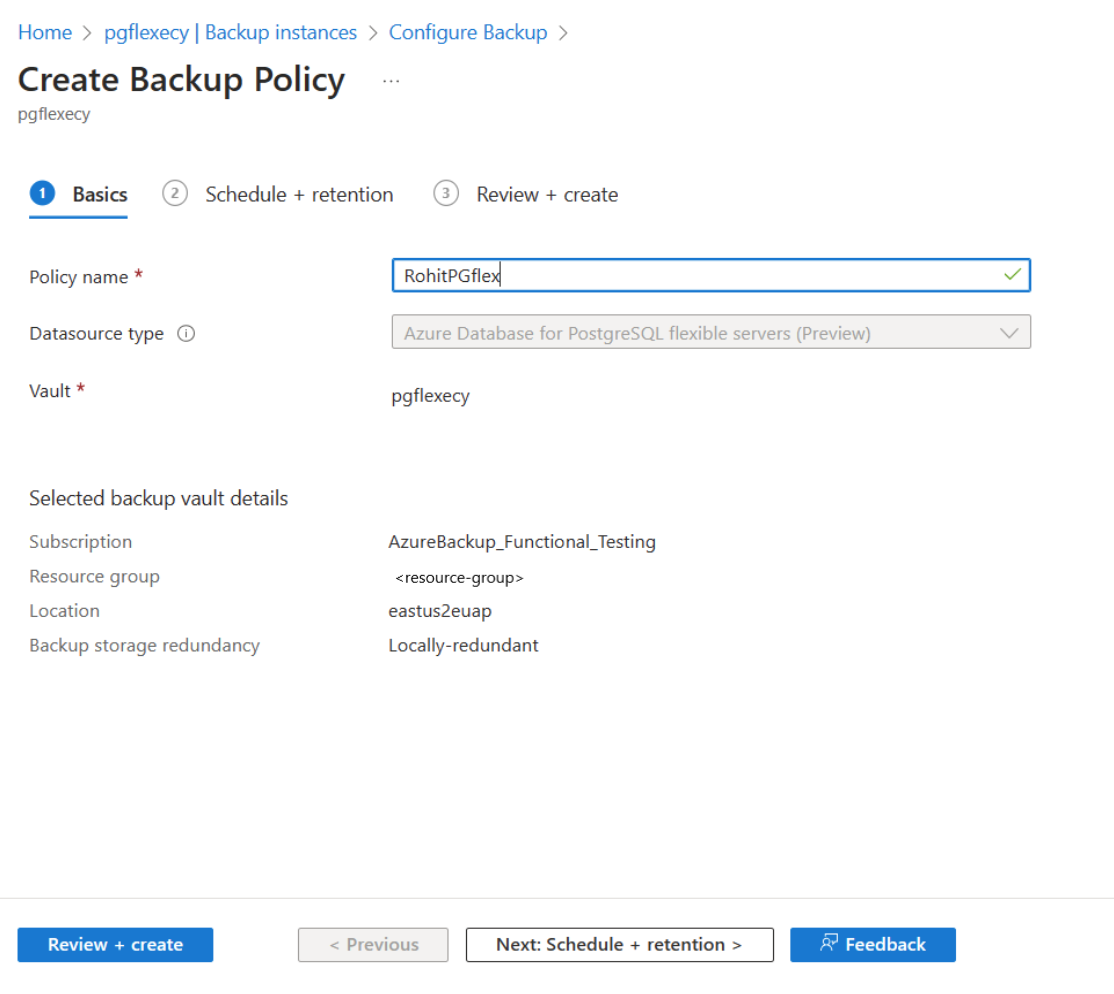 Home > pgflexecy | Backup instances > Configure Backup >
Create Backup Policy ...
pgflexecy
1 Basics 2 Schedule + retention 3 Review + create
Policy name * RohitPGflex
Datasource type i Azure Database for PostgreSQL flexible servers (Preview)
Vault * pgflexecy
Selected backup vault details
Subscription AzureBackup_Functional_Testing
Resource group <resource-group>
Location eastus2euap
Backup storage redundancy Locally-redundant
Review + create < Previous Next: Schedule + retention > Feedback